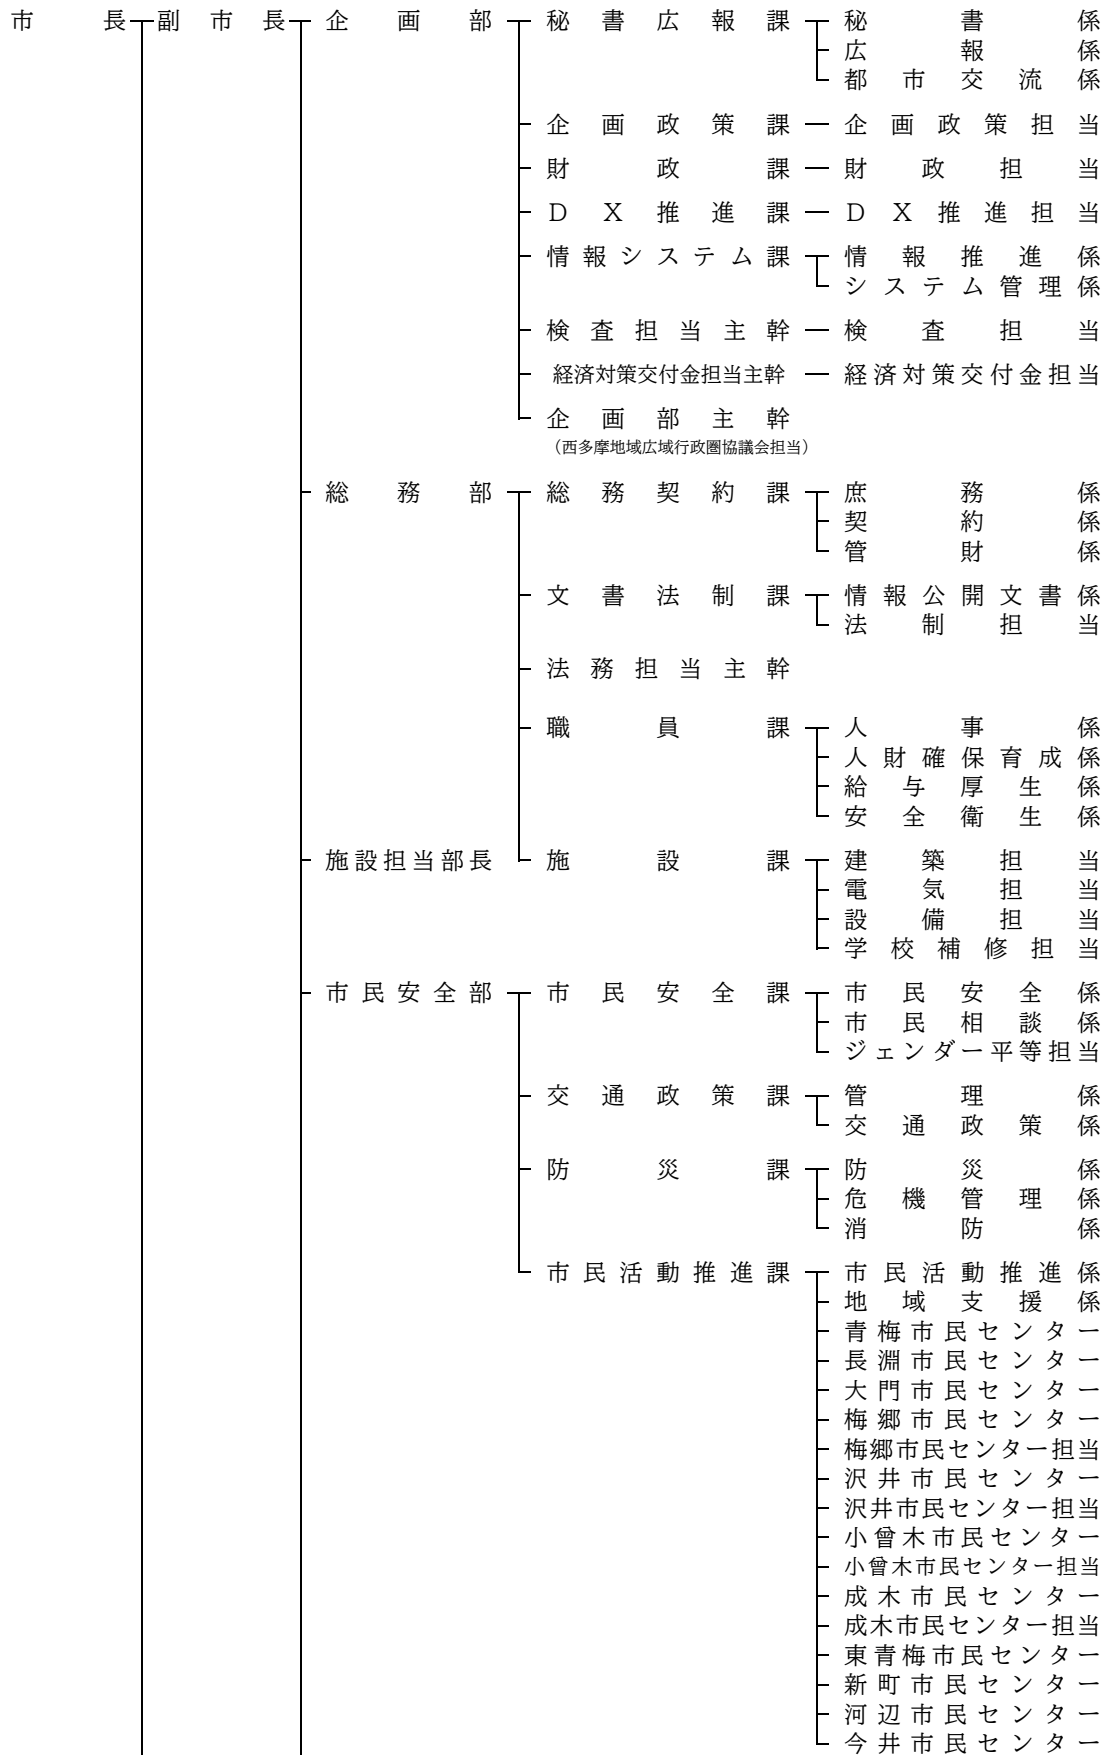 市長 副市長 企画部 秘書広報課 秘書係
広報係
都市交流係
企画政策課 企画政策担当
財政課 財政担当
ＤＸ推進課 ＤＸ推進担当
情報システム課 情報推進係
システム管理係
検査担当主幹 検査担当
経済対策交付金担当主幹 経済対策交付金担当
企画部主幹
（西多摩地域広域行政圏協議会担当）
総務部 総務契約課 庶務係
契約係
管財係
文書法制課 情報公開文書係
法制担当
法務担当主幹
職員課 人事係
人財確保育成係
給与厚生係
安全衛生係
施設担当部長 施設課 建築担当
電気担当
設備担当
学校補修担当
市民安全部 市民安全課 市民安全係
市民相談係
ジェンダー平等担当
交通政策課 管理係
交通政策係
防災課 防災係
危機管理係
消防係
市民活動推進課 市民活動推進係
地域支援係
青梅市民センター
長淵市民センター
大門市民センター
梅郷市民センター
梅郷市民センター担当
沢井市民センター
沢井市民センター担当
小曾木市民センター
小曾木市民センター担当
成木市民センター
成木市民センター担当
東青梅市民センター
新町市民センター
河辺市民センター
今井市民センター